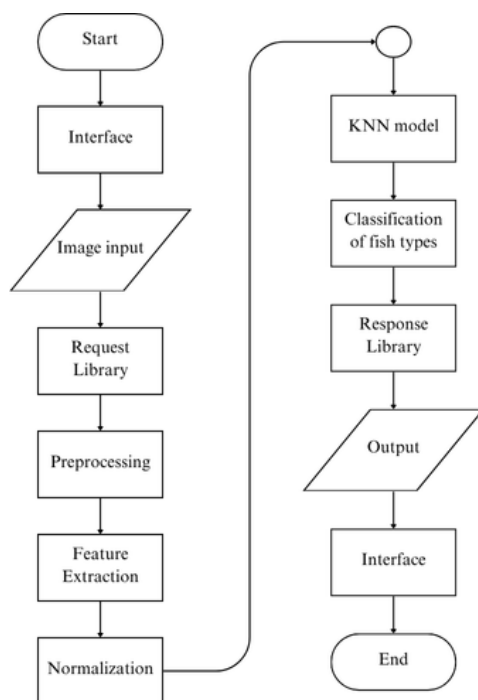 Start
Interface
Image input
Request
Library
Preprocessing
Feature
Extraction
Normalization
KNN model
Classification
of fish types
Response
Library
Output
Interface
End